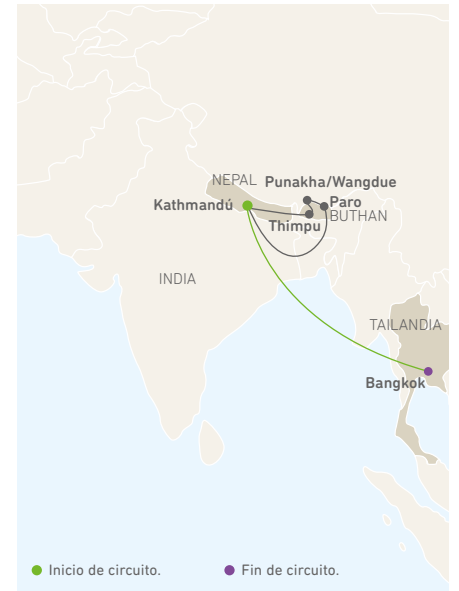 NEPAL
Punakha/Wangdue
Kathmandú
Paro
BUTHAN
Thimpu
INDIA
TAILANDIA
Bangkok
Inicio de circuito.
Fin de circuito.